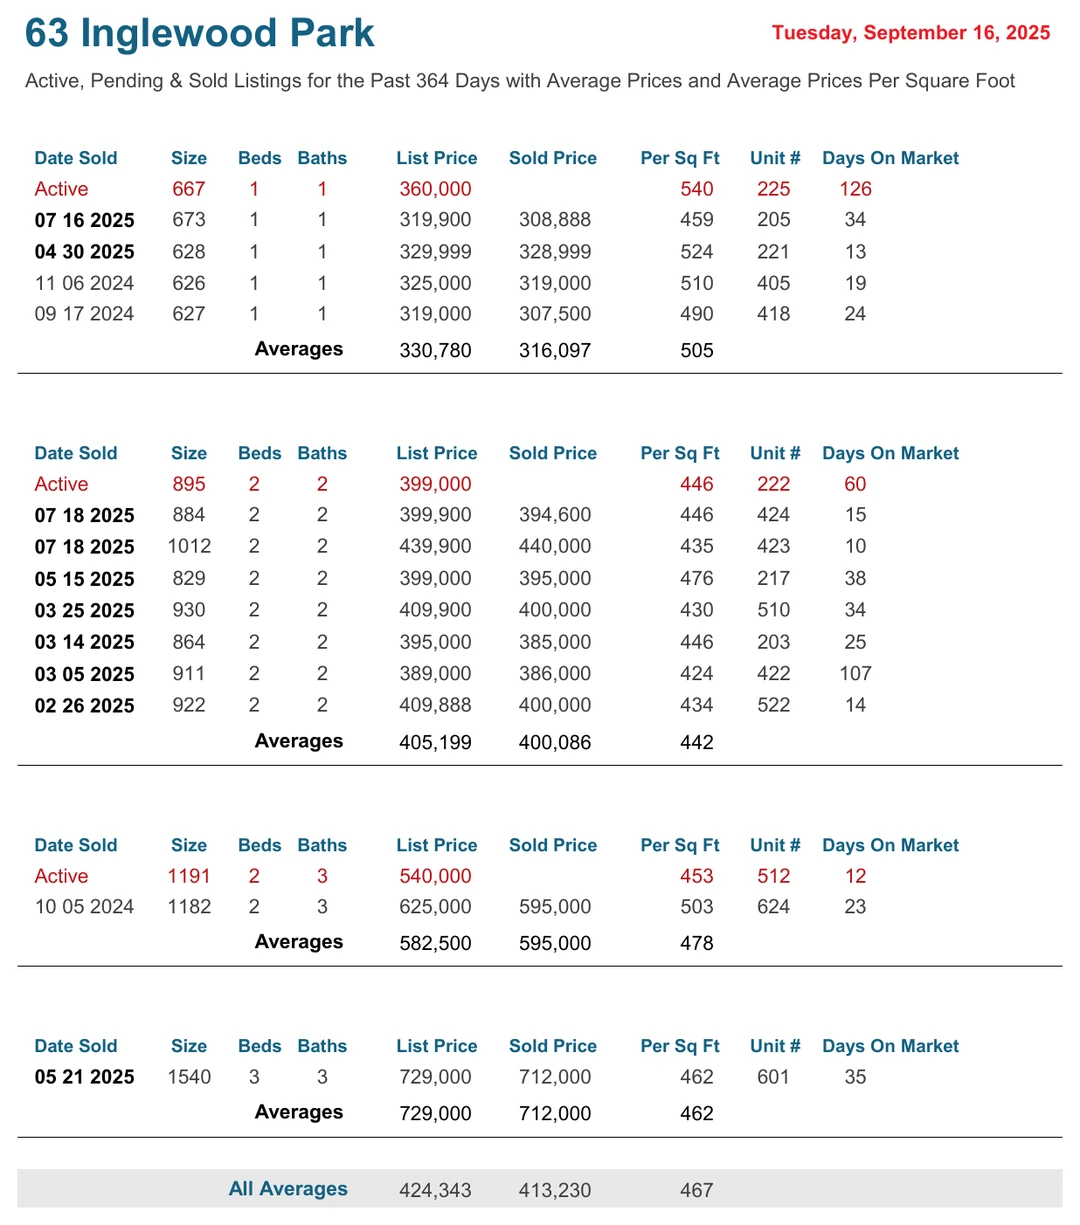 63 Inglewood Park
Tuesday, September 16, 2025
Active, Pending & Sold Listings for the Past 364 Days with Average Prices and Average Prices Per Square Foot
Date Sold Size Beds Baths List Price Sold Price Per Sq Ft Unit # Days On Market
Active 667 1 1 360,000 540 225 126
07 16 2025 673 1 1 319,900 308,888 459 205 34
04 30 2025 628 1 1 329,999 328,999 524 221 13
11 06 2024 626 1 1 325,000 319,000 510 405 19
09 17 2024 627 1 1 319,000 307,500 490 418 24
Averages 330,780 316,097 505
Date Sold Size Beds Baths List Price Sold Price Per Sq Ft Unit # Days On Market
Active 895 2 2 399,000 446 222 60
07 18 2025 884 2 2 399,900 394,600 446 424 15
07 18 2025 1012 2 2 439,900 440,000 435 423 10
05 15 2025 829 2 2 399,000 395,000 476 217 38
03 25 2025 930 2 2 409,900 400,000 430 510 34
03 14 2025 864 2 2 395,000 385,000 446 203 25
03 05 2025 911 2 2 389,000 386,000 424 422 107
02 26 2025 922 2 2 409,888 400,000 434 522 14
Averages 405,199 400,086 442
Date Sold Size Beds Baths List Price Sold Price Per Sq Ft Unit # Days On Market
Active 1191 2 3 540,000 453 512 12
10 05 2024 1182 2 3 625,000 595,000 503 624 23
Averages 582,500 595,000 478
Date Sold Size Beds Baths List Price Sold Price Per Sq Ft Unit # Days On Market
05 21 2025 1540 3 3 729,000 712,000 462 601 35
Averages 729,000 712,000 462
All Averages 424,343 413,230 467